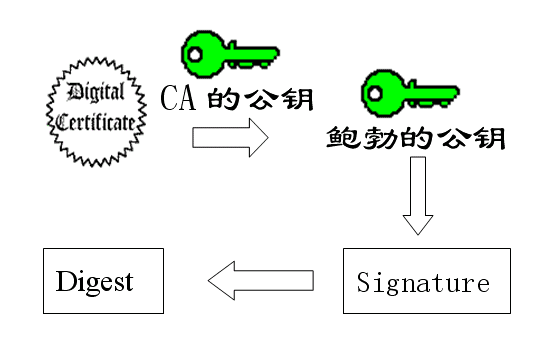 Digital
Certificate
CA 的公钥
鲍勃的公钥
Digest
Signature